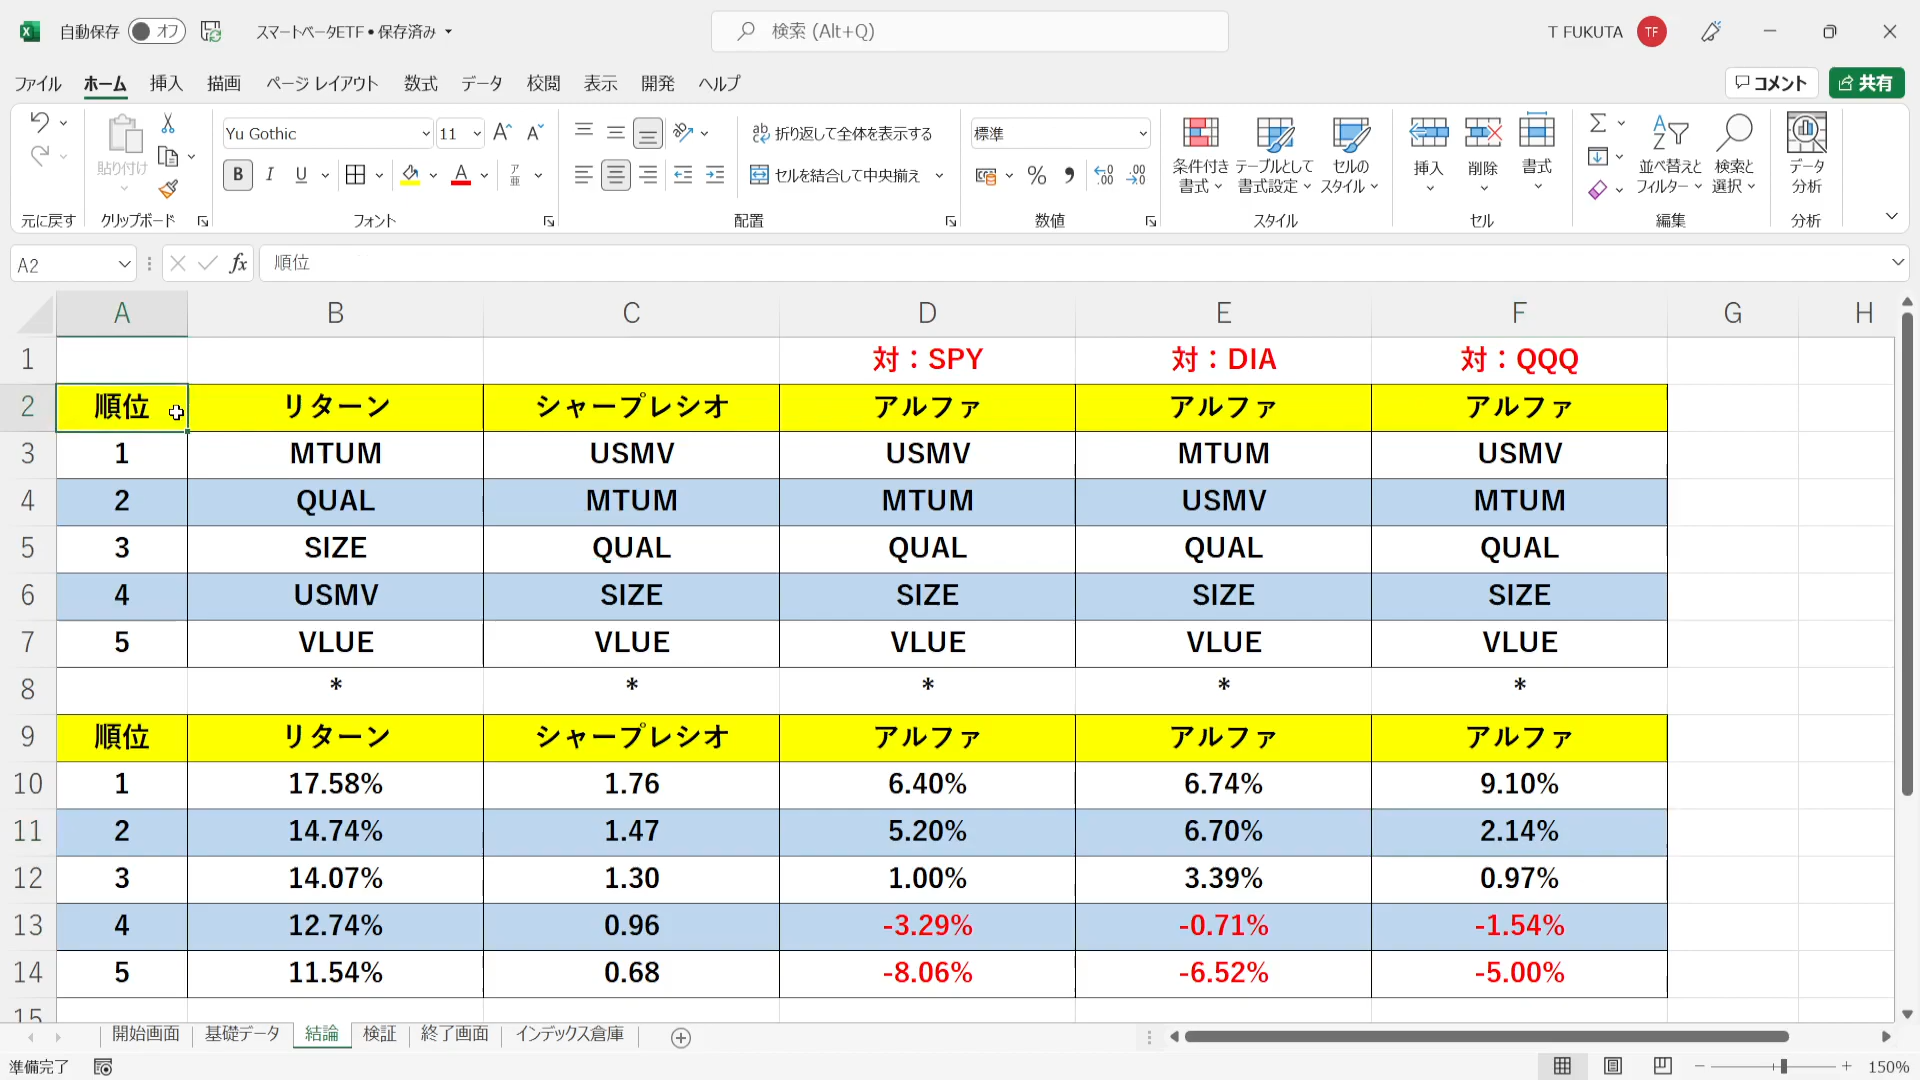 自動保存 オフ スマートベータETF • 保存済み 検索 (Alt+Q) T FUKUTA TF
ファイル ホーム 挿入 描画 ページ レイアウト 数式 データ 校閲 表示 開発 ヘルプ コメント 共有
貼り付け Yu Gothic 11 折り返して全体を表示する 標準
B I U セルを結合して中央揃え
条件付き書式 テーブルとして書式設定 セルのスタイル 挿入 削除 書式 並べ替えとフィルター 検索と選択 データ分析
元に戻す クリップボード フォント 配置 数値 スタイル セル 編集 分析
A2 fx 順位
A B C D E F G H
1 対：SPY 対：DIA 対：QQQ
2 順位 リターン シャープレシオ アルファ アルファ アルファ
3 1 MTUM USMV USMV MTUM USMV
4 2 QUAL MTUM MTUM USMV MTUM
5 3 SIZE QUAL QUAL QUAL QUAL
6 4 USMV SIZE SIZE SIZE SIZE
7 5 VLUE VLUE VLUE VLUE VLUE
8 * * * * *
9 順位 リターン シャープレシオ アルファ アルファ アルファ
10 1 17.58% 1.76 6.40% 6.74% 9.10%
11 2 14.74% 1.47 5.20% 6.70% 2.14%
12 3 14.07% 1.30 1.00% 3.39% 0.97%
13 4 12.74% 0.96 -3.29% -0.71% -1.54%
14 5 11.54% 0.68 -8.06% -6.52% -5.00%
15
開始画面 基礎データ 結論 検証 終了画面 インデックス倉庫
準備完了 150%